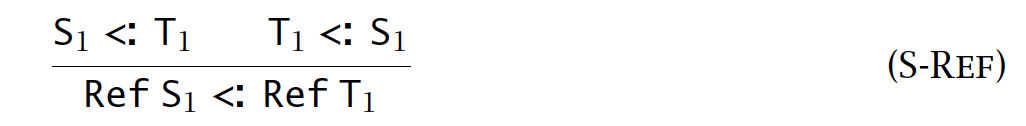 S₁ <: T₁ T₁ <: S₁
(S-REF)
Ref S₁ <: Ref T₁